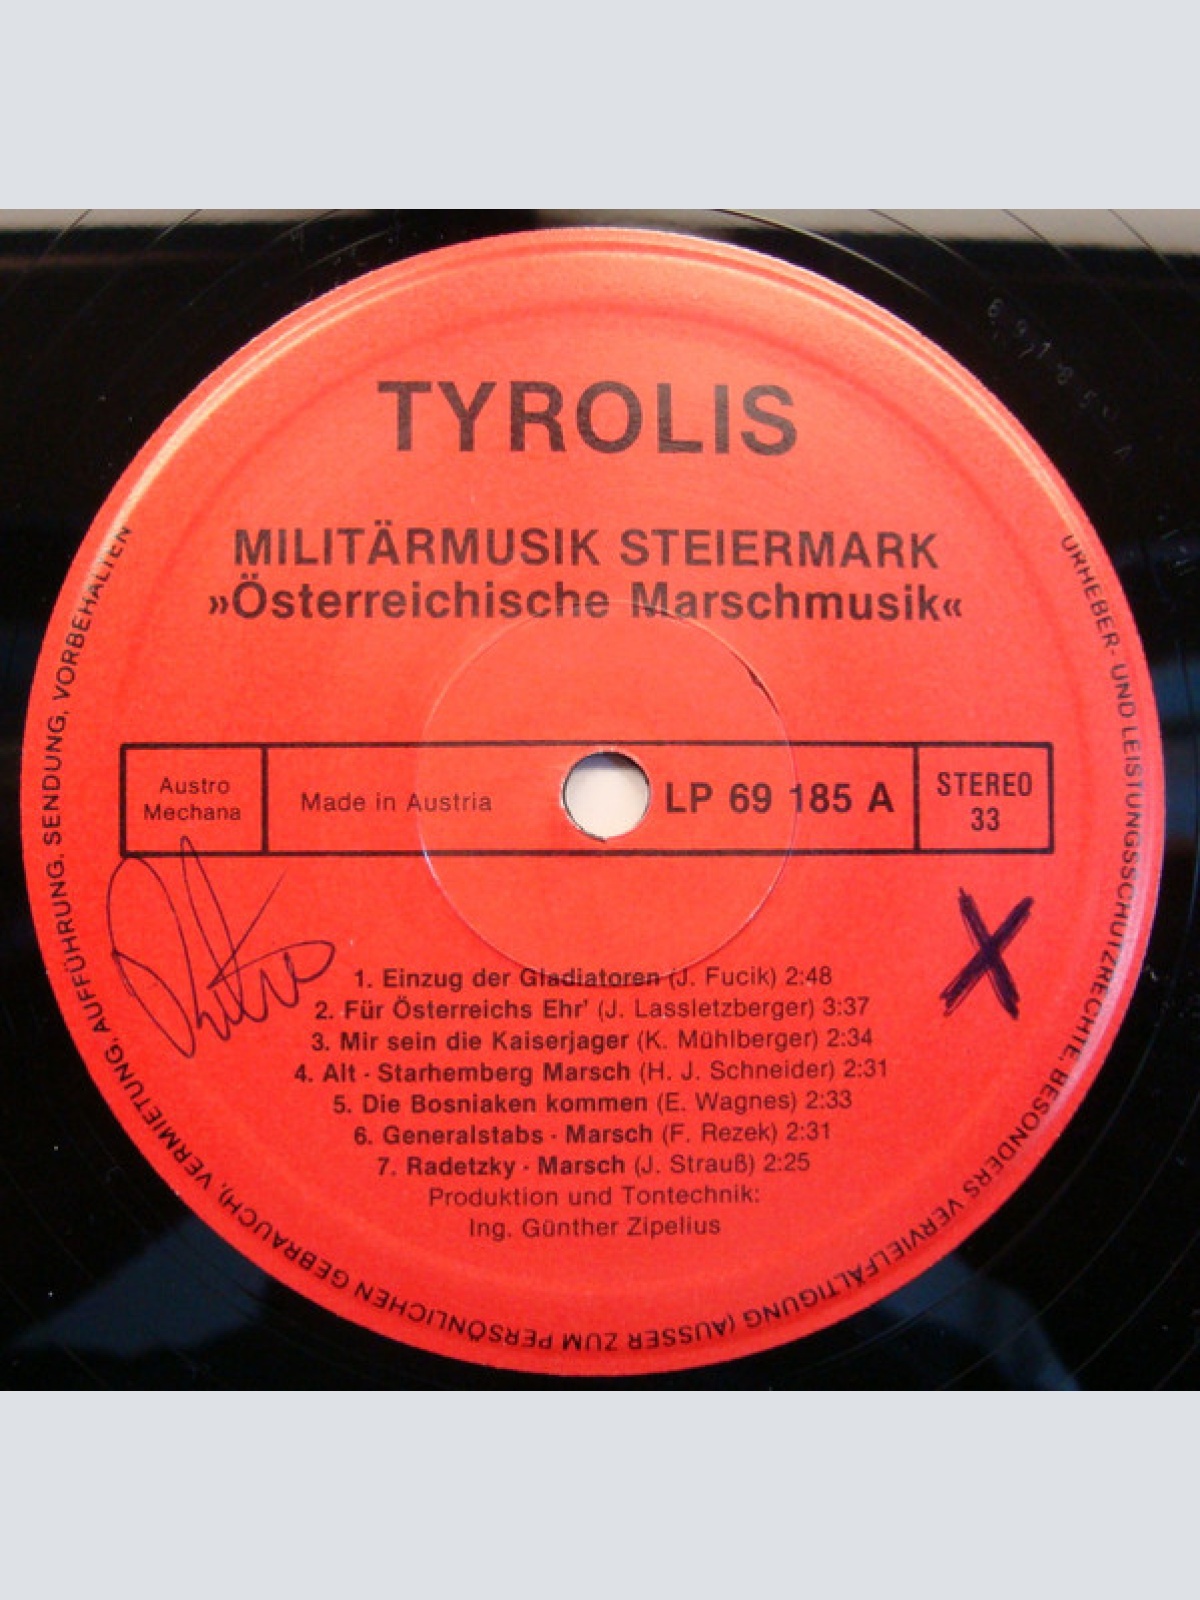 TYROLIS
MILITÄRMUSIK STEIERMARK
»Österreichische Marschmusik«
Austro
Mechana
Made in Austria
LP 69 185 A
STEREO
33
1. Einzug der Gladiatoren (J. Fucik) 2:48
2. Für Österreichs Ehr' (J. Lassletzberger) 3:37
3. Mir sein die Kaiserjager (K. Mühlberger) 2:34
4. Alt - Starhemberg Marsch (H. J. Schneider) 2:31
5. Die Bosniaken kommen (E. Wagnes) 2:33
6. Generalstabs - Marsch (F. Rezek) 2:31
7. Radetzky - Marsch (J. Strauß) 2:25
Produktion und Tontechnik:
Ing. Günther Zipelius
URHEBER- UND LEISTUNGSSCHUTZRECHTE, BESONDERS VERVIELFÄLTIGUNG (AUSSER ZUM PERSÖNLICHEN GEBRAUCH), VERMIETUNG, AUFFÜHRUNG, SENDUNG, VORBEHALTEN
X